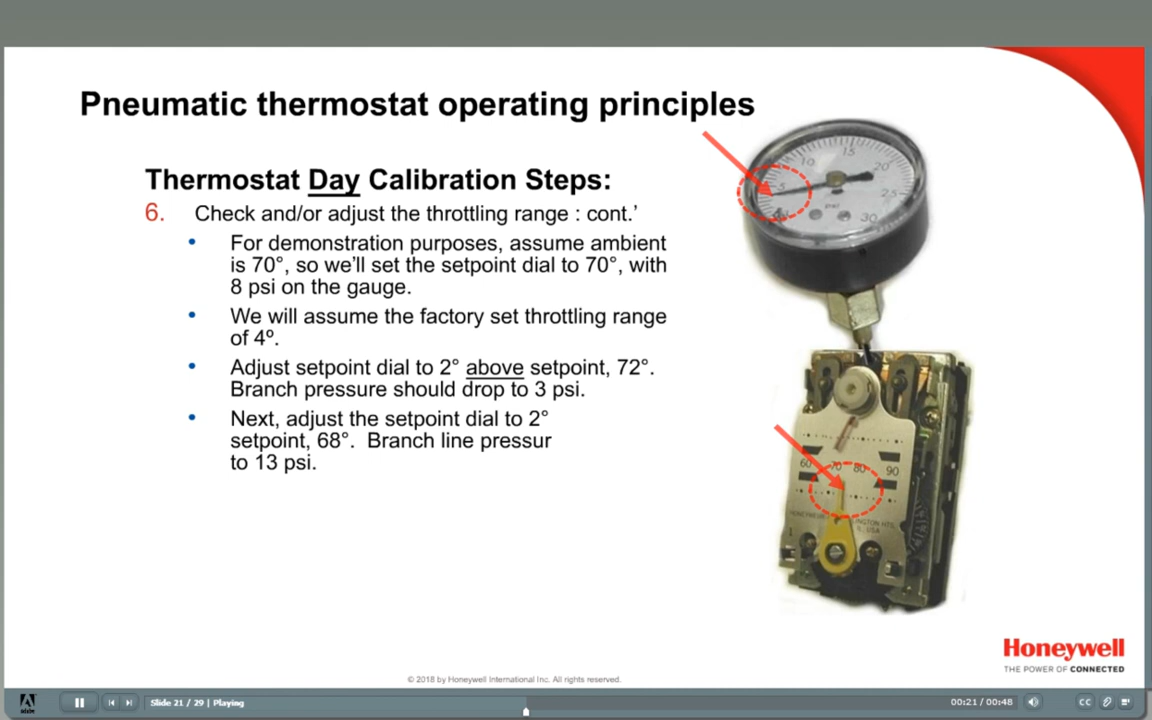 Pneumatic thermostat operating principles
Thermostat Day Calibration Steps:
6. Check and/or adjust the throttling range : cont.’
• For demonstration purposes, assume ambient
is 70°, so we’ll set the setpoint dial to 70°, with
8 psi on the gauge.
• We will assume the factory set throttling range
of 4º.
• Adjust setpoint dial to 2° above setpoint, 72°.
Branch pressure should drop to 3 psi.
• Next, adjust the setpoint dial to 2°
setpoint, 68°. Branch line pressur
to 13 psi.
5 10 15 20 25 30
psi
60 70 80 90
USA
Honeywell
THE POWER OF CONNECTED
© 2018 by Honeywell International Inc. All rights reserved.
Adobe
Slide 21 / 29 | Playing
00:21 / 00:48
CC